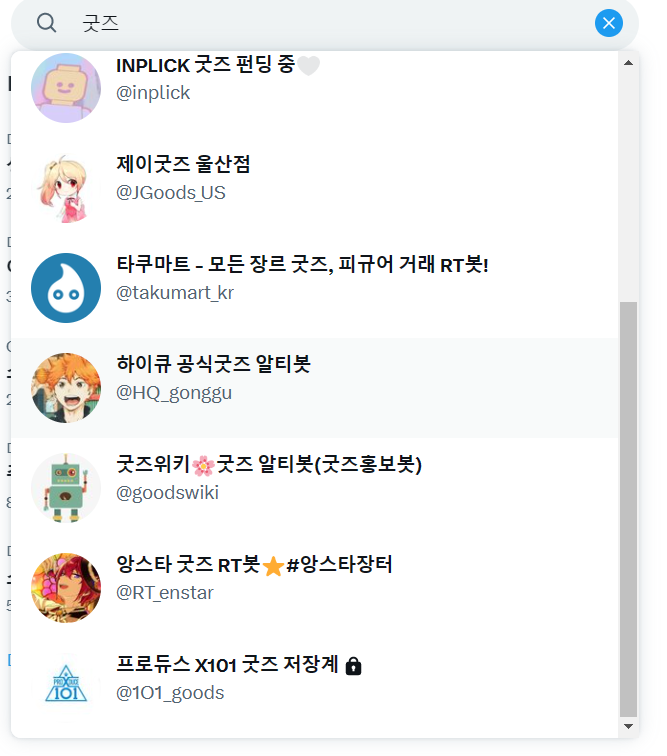 굿즈
INPLICK 굿즈 펀딩 중🤍
@inplick
제이굿즈 울산점
@JGoods_US
타쿠마트 - 모든 장르 굿즈, 피규어 거래 RT봇!
@takumart_kr
하이큐 공식굿즈 알티봇
@HQ_gonggu
굿즈위키🌸굿즈 알티봇(굿즈홍보봇)
@goodswiki
앙스타 굿즈 RT봇⭐#앙스타장터
@RT_enstar
프로듀스 X101 굿즈 저장계 🔒
@1O1_goods
PRODUCE
101